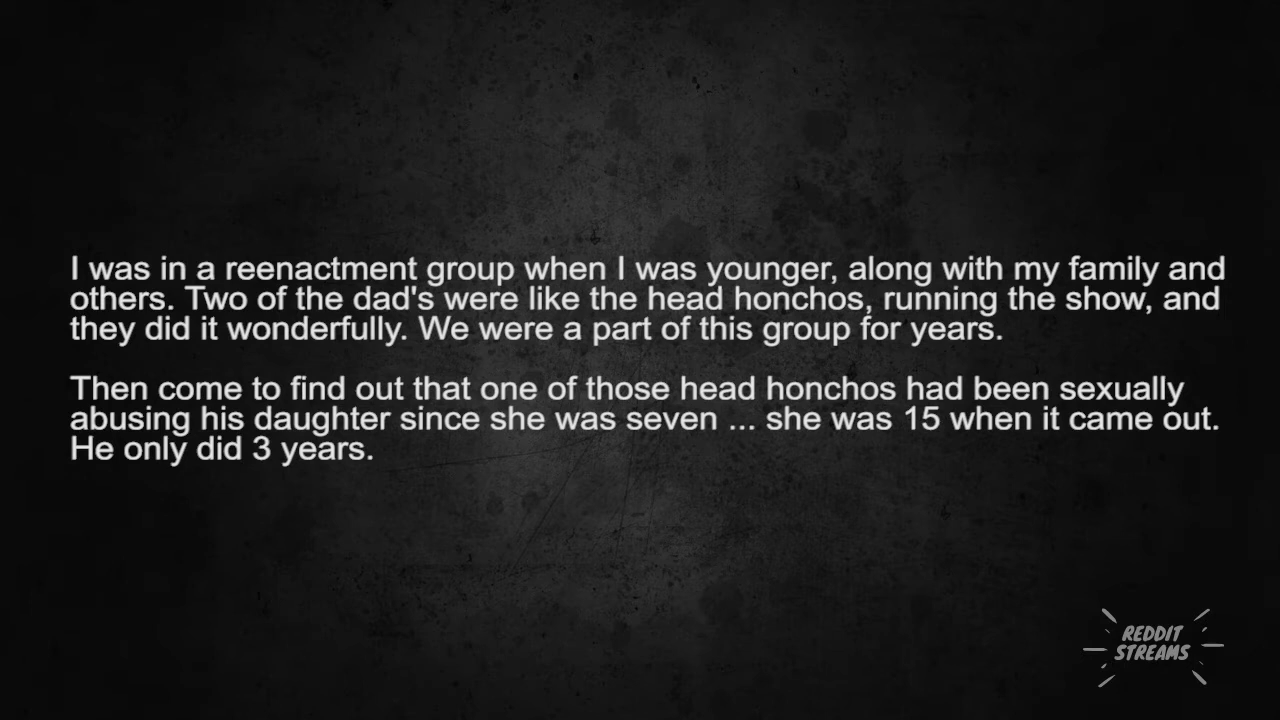 I was in a reenactment group when I was younger, along with my family and
others. Two of the dad's were like the head honchos, running the show, and
they did it wonderfully. We were a part of this group for years.
Then come to find out that one of those head honchos had been sexually
abusing his daughter since she was seven ... she was 15 when it came out.
He only did 3 years.
REDDIT
STREAMS